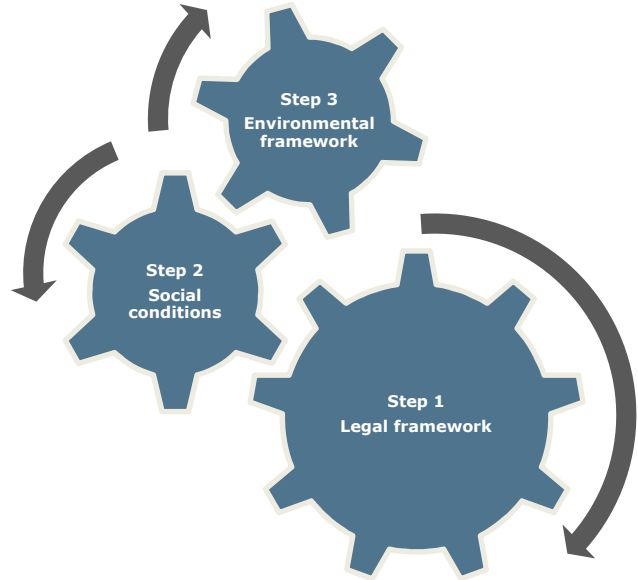 Step 3
Environmental
framework
Step 2
Social
conditions
Step 1
Legal framework